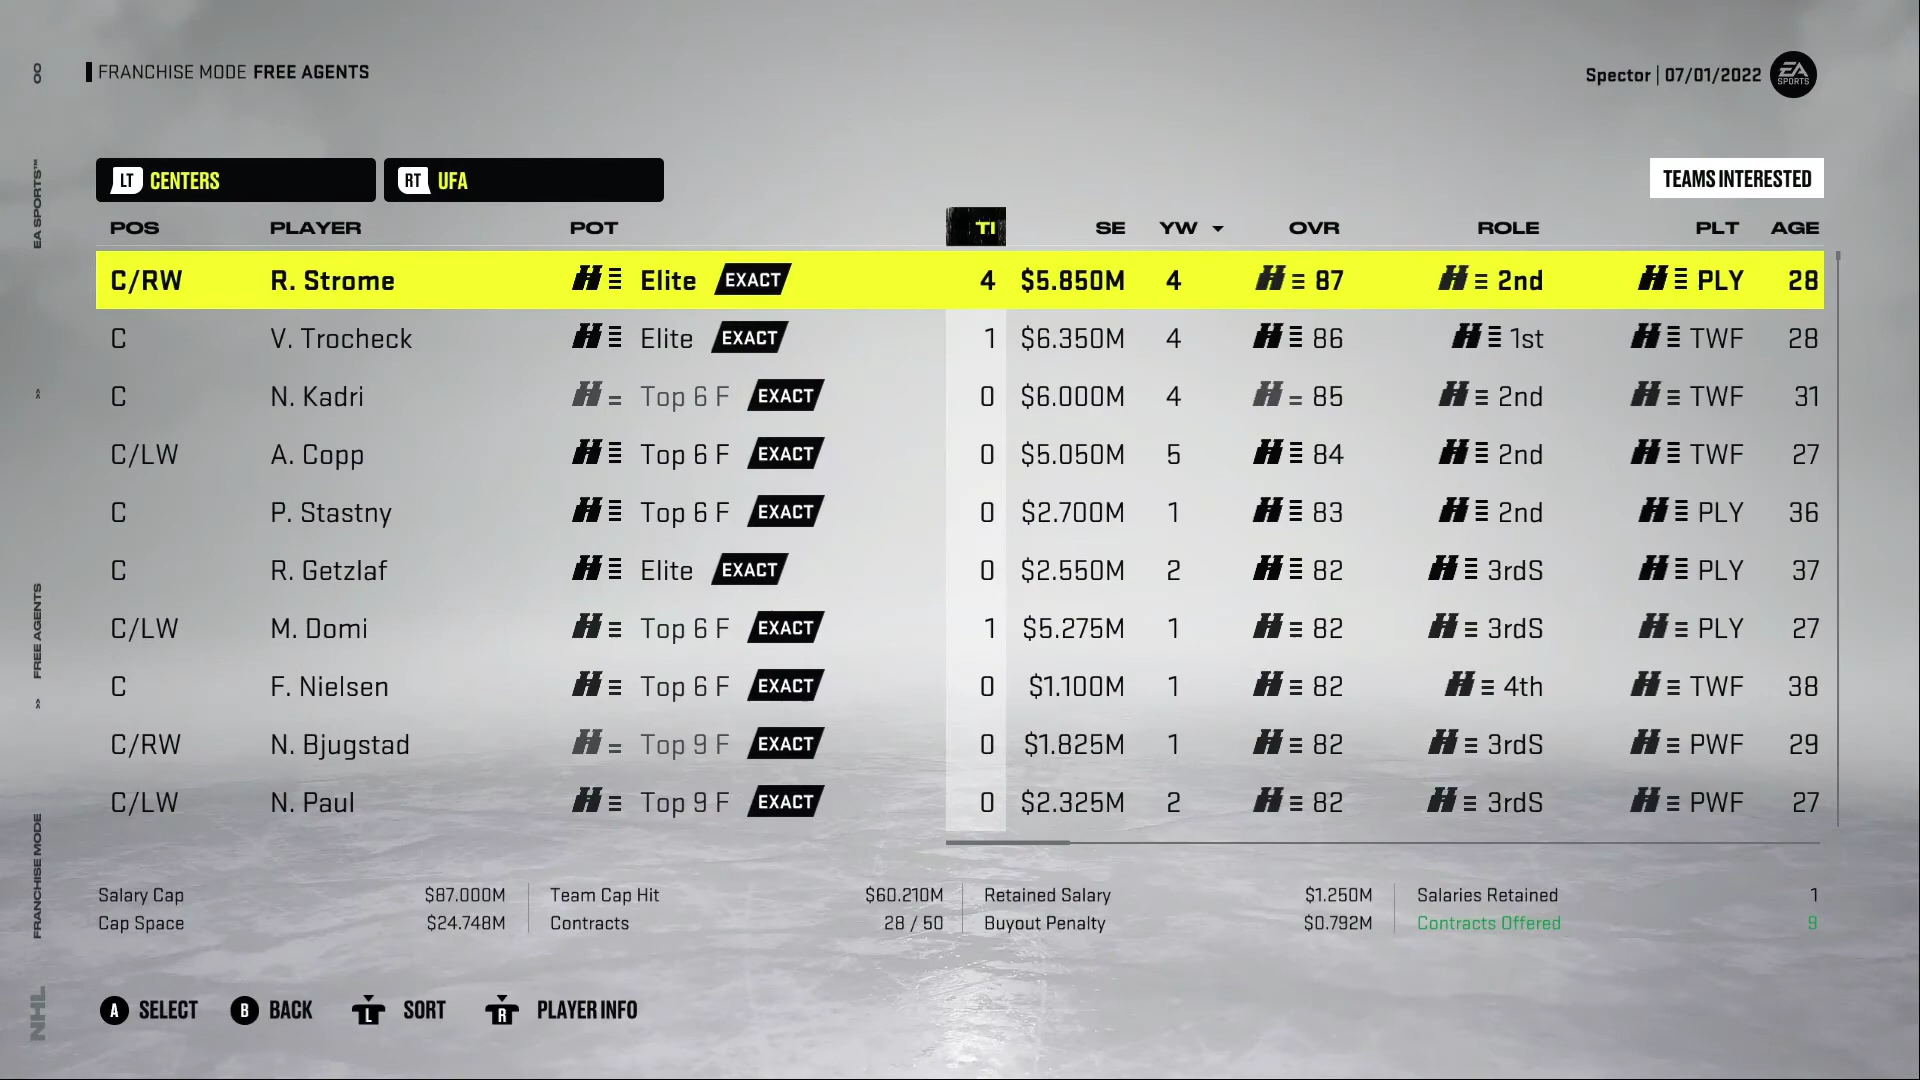 FRANCHISE MODE FREE AGENTS
Spector | 07/01/2022 EA SPORTS
LT CENTERS RT UFA TEAMS INTERESTED
POS PLAYER POT TI SE YW OVR ROLE PLT AGE
C/RW R. Strome Elite EXACT 4 $5.850M 4 87 2nd PLY 28
C V. Trocheck Elite EXACT 1 $6.350M 4 86 1st TWF 28
C N. Kadri Top 6 F EXACT 0 $6.000M 4 85 2nd TWF 31
C/LW A. Copp Top 6 F EXACT 0 $5.050M 5 84 2nd TWF 27
C P. Stastny Top 6 F EXACT 0 $2.700M 1 83 2nd PLY 36
C R. Getzlaf Elite EXACT 0 $2.550M 2 82 3rdS PLY 37
C/LW M. Domi Top 6 F EXACT 1 $5.275M 1 82 3rdS PLY 27
C F. Nielsen Top 6 F EXACT 0 $1.100M 1 82 4th TWF 38
C/RW N. Bjugstad Top 9 F EXACT 0 $1.825M 1 82 3rdS PWF 29
C/LW N. Paul Top 9 F EXACT 0 $2.325M 2 82 3rdS PWF 27
Salary Cap $87.000M Team Cap Hit $60.210M Retained Salary $1.250M Salaries Retained 1
Cap Space $24.748M Contracts 28 / 50 Buyout Penalty $0.792M Contracts Offered 9
A SELECT B BACK L SORT R PLAYER INFO
NHL FRANCHISE MODE >> FREE AGENTS >> EA SPORTS™